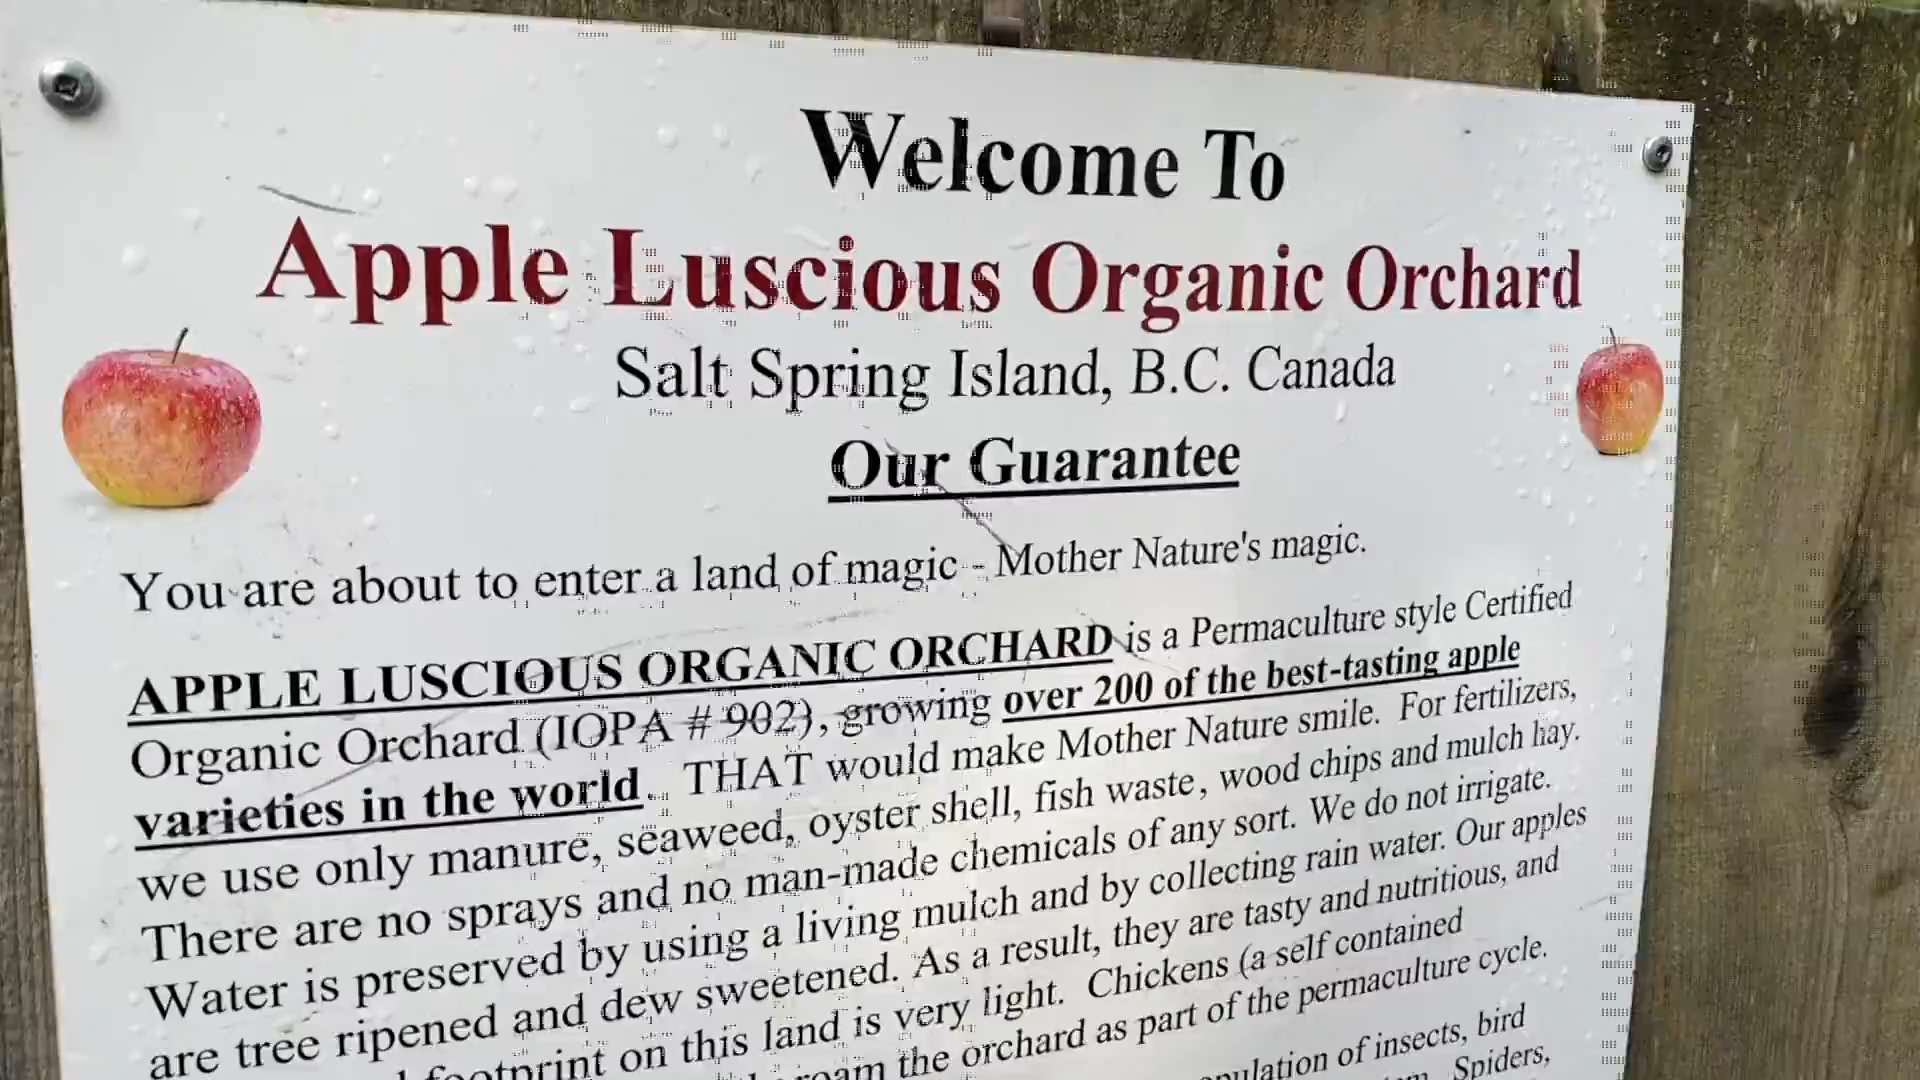 Welcome To
Apple Luscious Organic Orchard
Salt Spring Island, B.C. Canada
Our Guarantee
You are about to enter a land of magic - Mother Nature's magic.
APPLE LUSCIOUS ORGANIC ORCHARD is a Permaculture style Certified
Organic Orchard (IOPA # 902), growing over 200 of the best-tasting apple
varieties in the world. THAT would make Mother Nature smile. For fertilizers,
we use only manure, seaweed, oyster shell, fish waste, wood chips and mulch hay.
There are no sprays and no man-made chemicals of any sort. We do not irrigate.
Water is preserved by using a living mulch and by collecting rain water. Our apples
are tree ripened and dew sweetened. As a result, they are tasty and nutritious, and
footprint on this land is very light. Chickens (a self contained
roam the orchard as part of the permaculture cycle.
of insects, bird
Spiders,